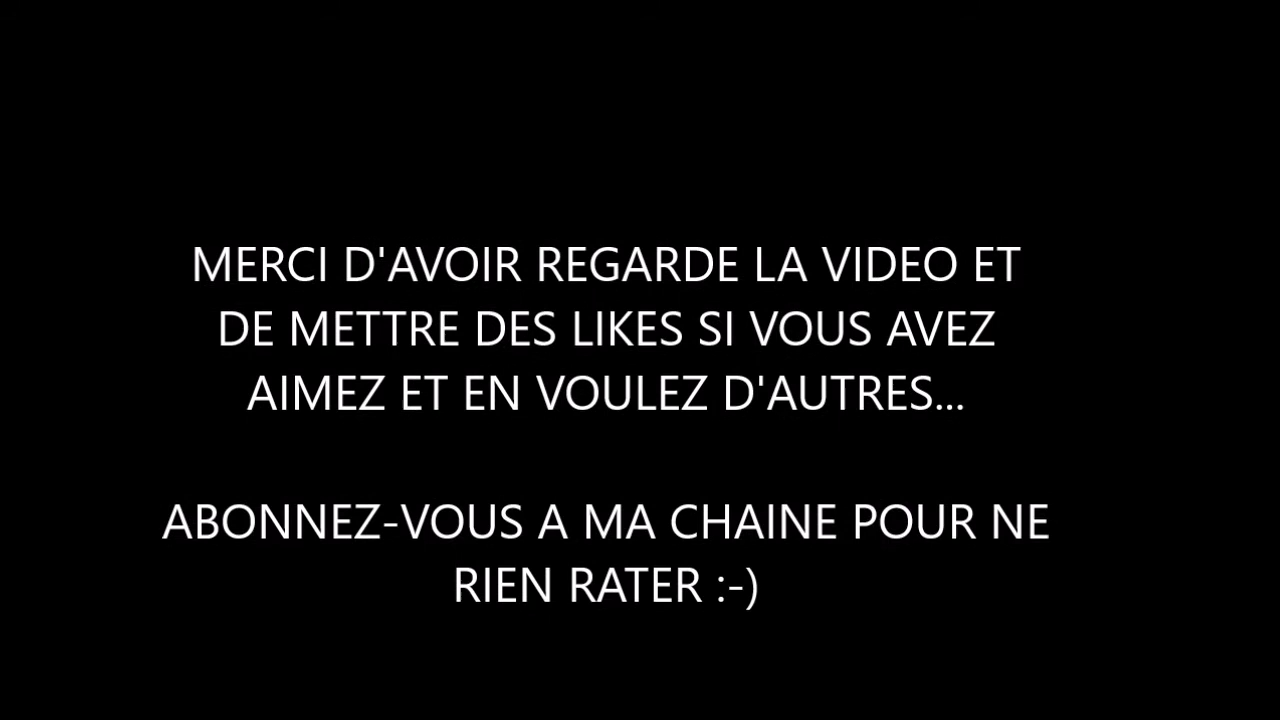 MERCI D'AVOIR REGARDE LA VIDEO ET
DE METTRE DES LIKES SI VOUS AVEZ
AIMEZ ET EN VOULEZ D'AUTRES...
ABONNEZ-VOUS A MA CHAINE POUR NE
RIEN RATER :-)